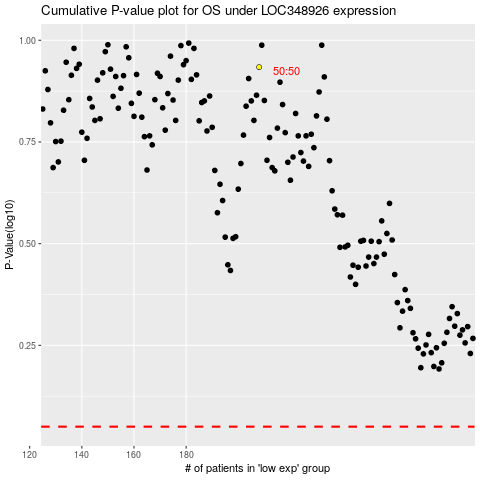 Cumulative P-value plot for OS under LOC348926 expression
1.00
50:50
0.75
P-Value(log10)
0.50
0.25
120 140 160 180
# of patients in 'low exp' group